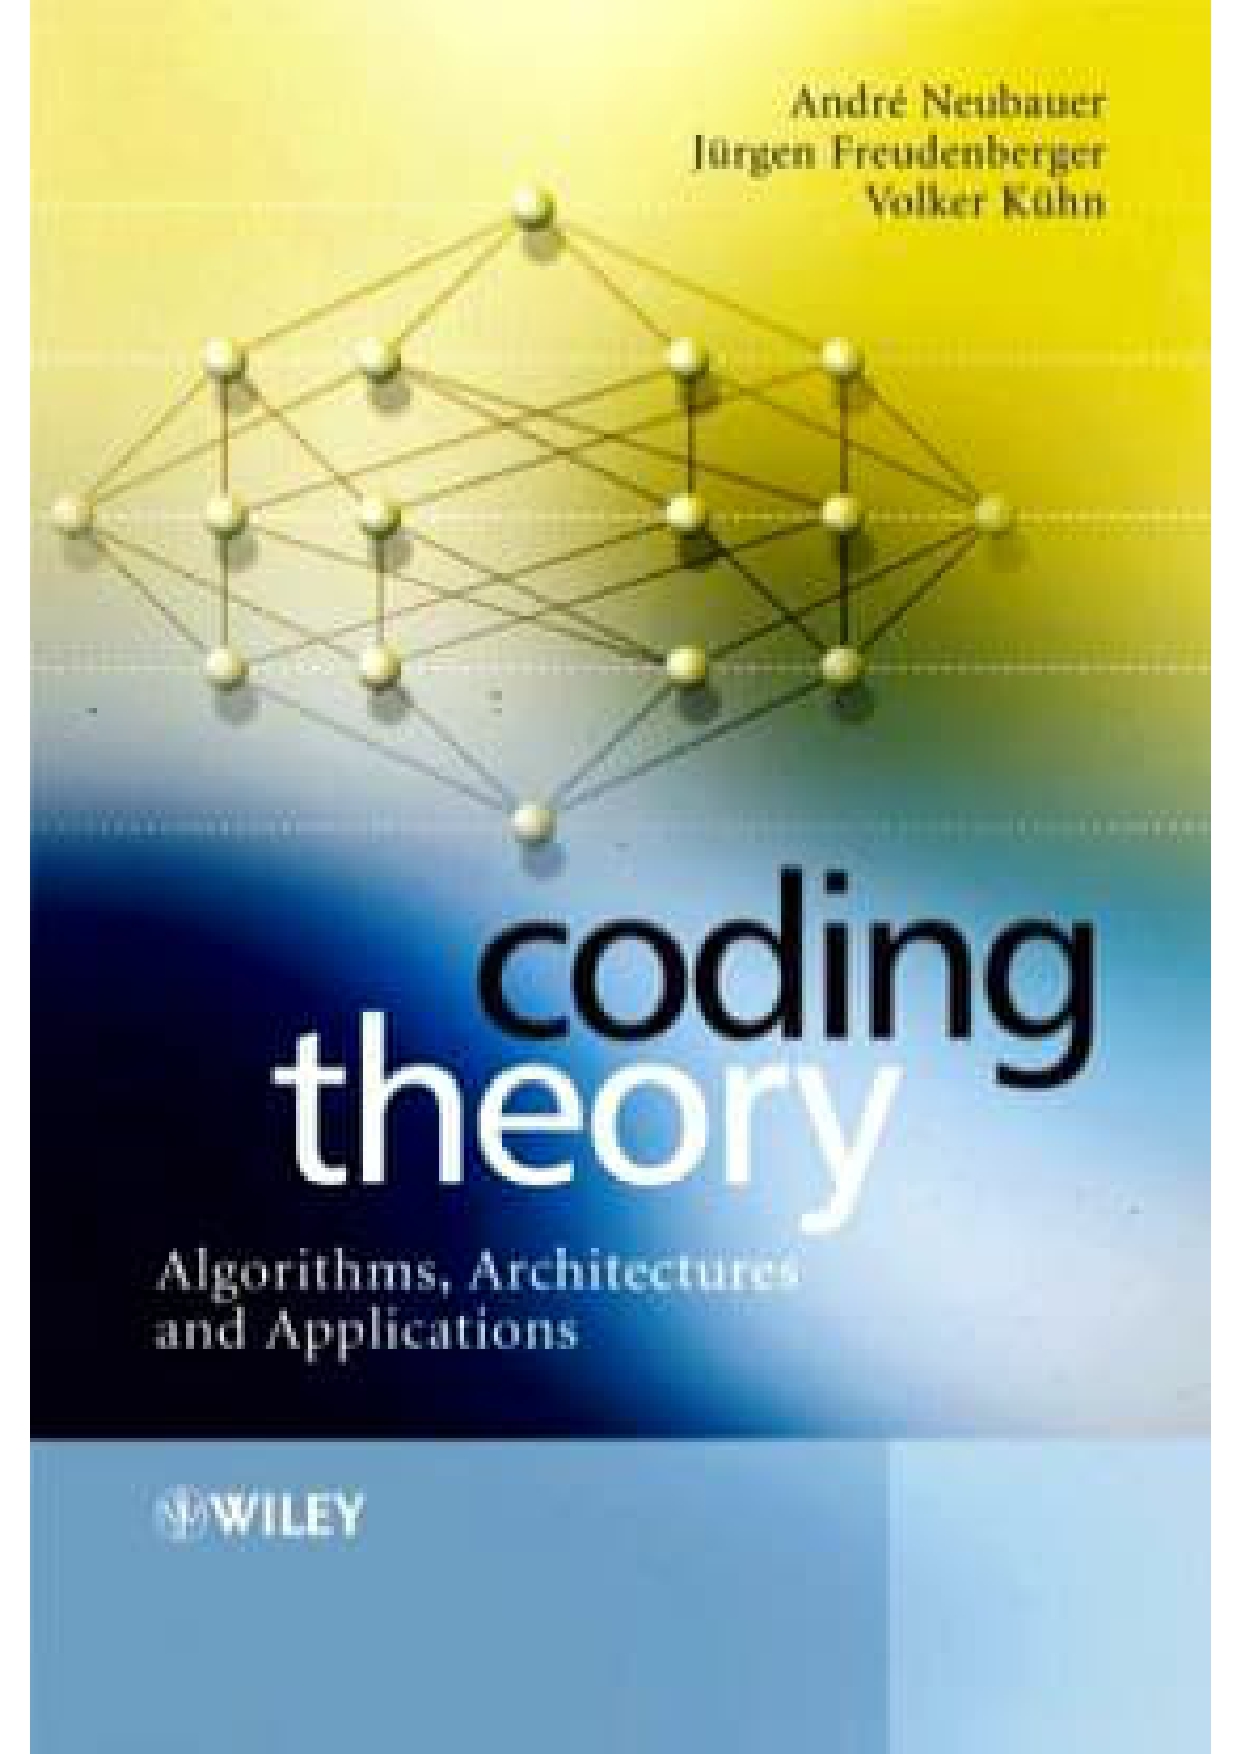 André Neubauer
Jürgen Freudenberger
Volker Kühn
coding
theory
Algorithms, Architectures
and Applications
WILEY